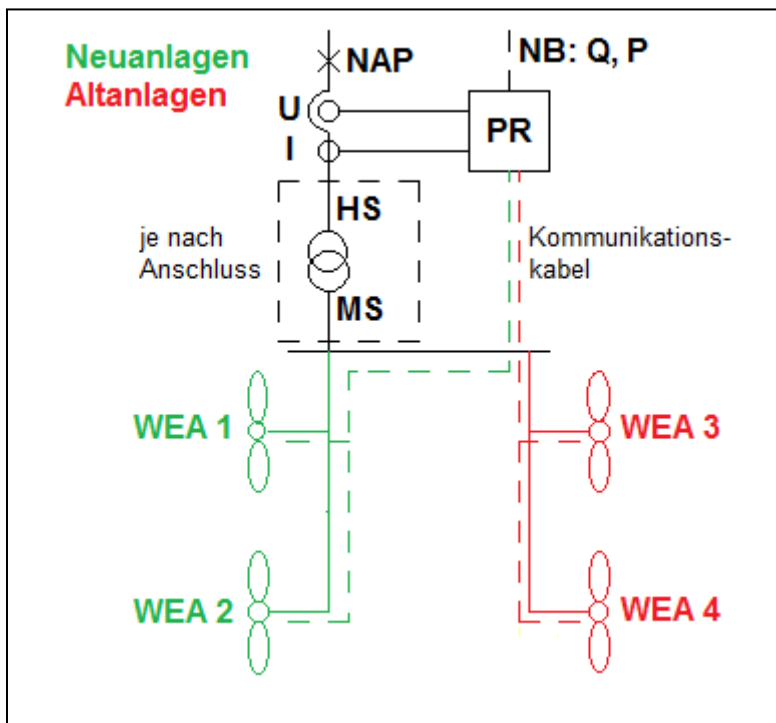 Neuanlagen
Altanlagen
NAP
NB: Q, P
U
I
PR
HS
MS
je nach
Anschluss
Kommunikations-
kabel
WEA 1
WEA 3
WEA 2
WEA 4